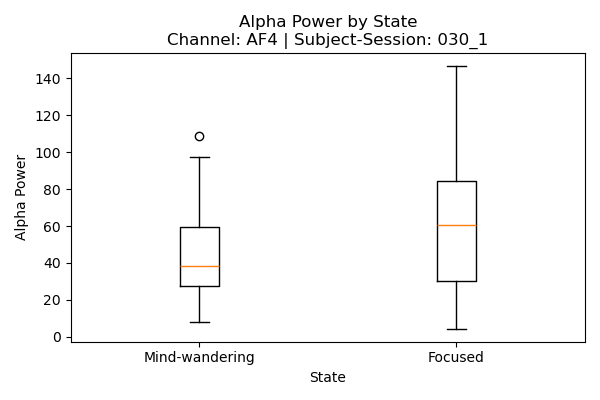 Alpha Power by State
Channel: AF4 | Subject-Session: 030_1
140
120
100
80
60
40
20
0
Alpha Power
Mind-wandering
Focused
State